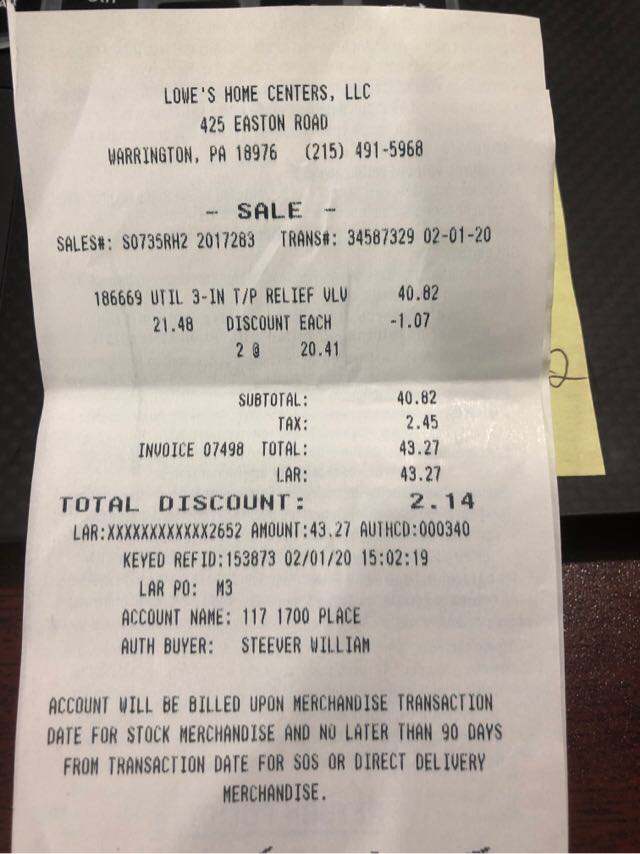 LOWE'S HOME CENTERS, LLC
425 EASTON ROAD
WARRINGTON, PA 18976 (215) 491-5968
- SALE -
SALES#: S0735RH2 2017283 TRANS#: 34587329 02-01-20
186669 UTIL 3-IN T/P RELIEF VLV 40.82
21.48 DISCOUNT EACH -1.07
2 @ 20.41
SUBTOTAL: 40.82
TAX: 2.45
INVOICE 07498 TOTAL: 43.27
LAR: 43.27
TOTAL DISCOUNT: 2.14
LAR:XXXXXXXXXXXX2652 AMOUNT:43.27 AUTHCD:000340
KEYED REFID:153873 02/01/20 15:02:19
LAR PO: M3
ACCOUNT NAME: 117 1700 PLACE
AUTH BUYER: STEEVER WILLIAM
ACCOUNT WILL BE BILLED UPON MERCHANDISE TRANSACTION
DATE FOR STOCK MERCHANDISE AND NO LATER THAN 90 DAYS
FROM TRANSACTION DATE FOR SOS OR DIRECT DELIVERY
MERCHANDISE.